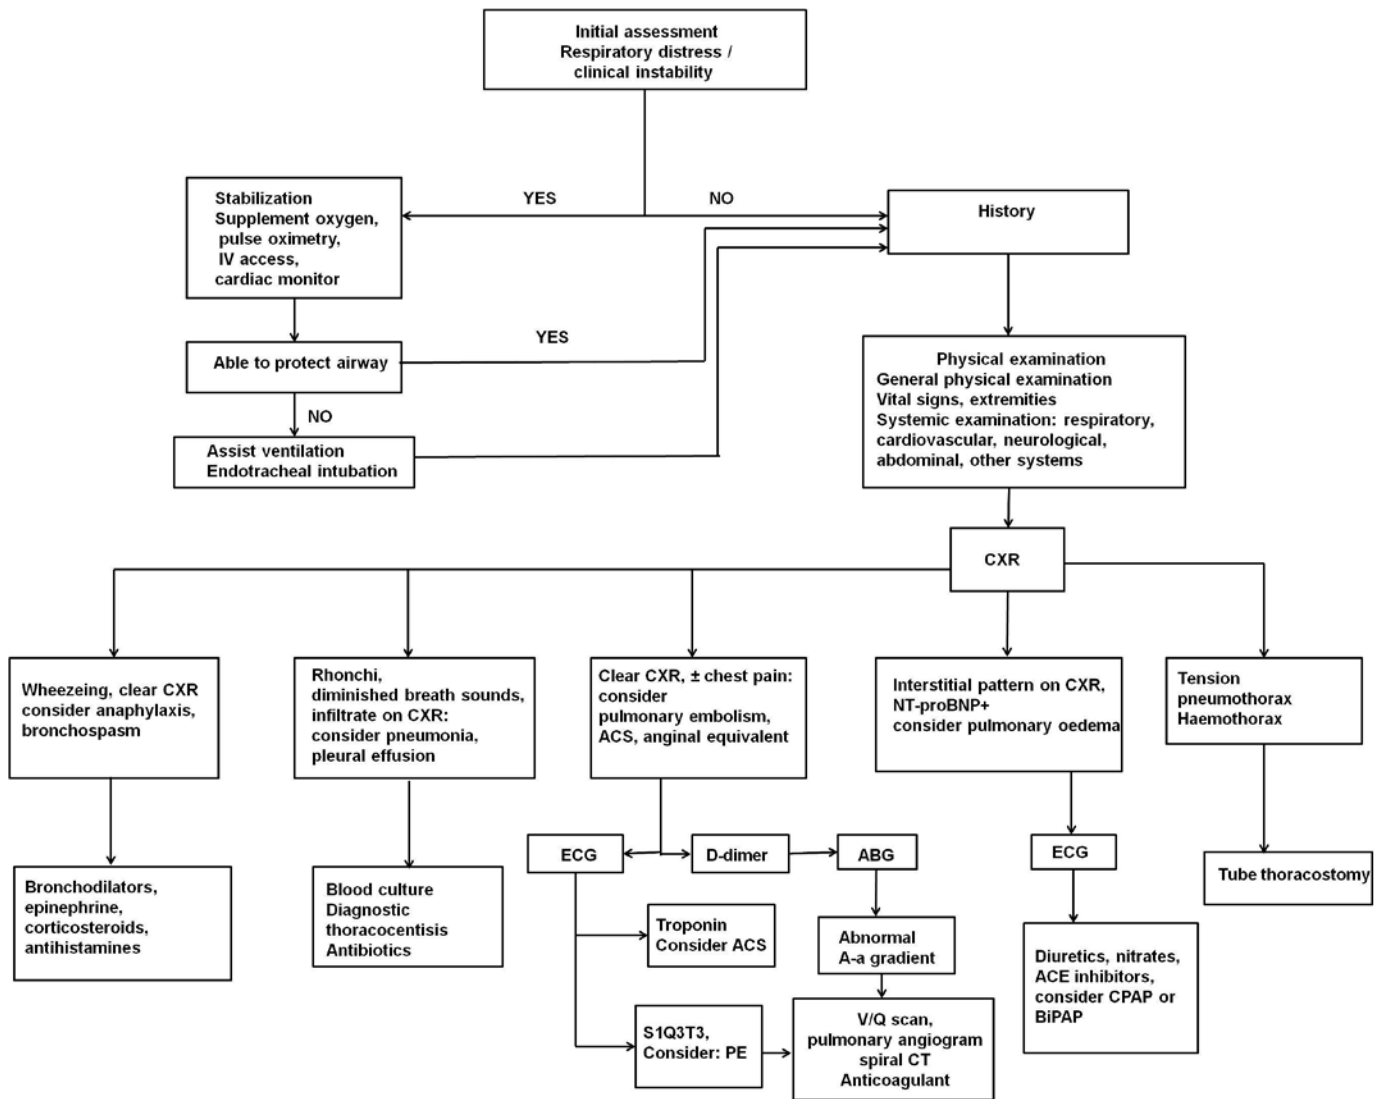 Initial assessment
Respiratory distress /
clinical instability
YES
NO
Stabilization
Supplement oxygen,
pulse oximetry,
IV access,
cardiac monitor
History
YES
Able to protect airway
NO
Assist ventilation
Endotracheal intubation
Physical examination
General physical examination
Vital signs, extremities
Systemic examination: respiratory,
cardiovascular, neurological,
abdominal, other systems
CXR
Wheezeing, clear CXR
consider anaphylaxis,
bronchospasm
Rhonchi,
diminished breath sounds,
infiltrate on CXR:
consider pneumonia,
pleural effusion
Clear CXR, ± chest pain:
consider
pulmonary embolism,
ACS, anginal equivalent
Interstitial pattern on CXR,
NT-proBNP+
consider pulmonary oedema
Tension
pneumothorax
Haemothorax
ECG
D-dimer
ABG
ECG
Tube thoracostomy
Bronchodilators,
epinephrine,
corticosteroids,
antihistamines
Blood culture
Diagnostic
thoracocentisis
Antibiotics
Troponin
Consider ACS
Abnormal
A-a gradient
Diuretics, nitrates,
ACE inhibitors,
consider CPAP or
BiPAP
S1Q3T3,
Consider: PE
V/Q scan,
pulmonary angiogram
spiral CT
Anticoagulant